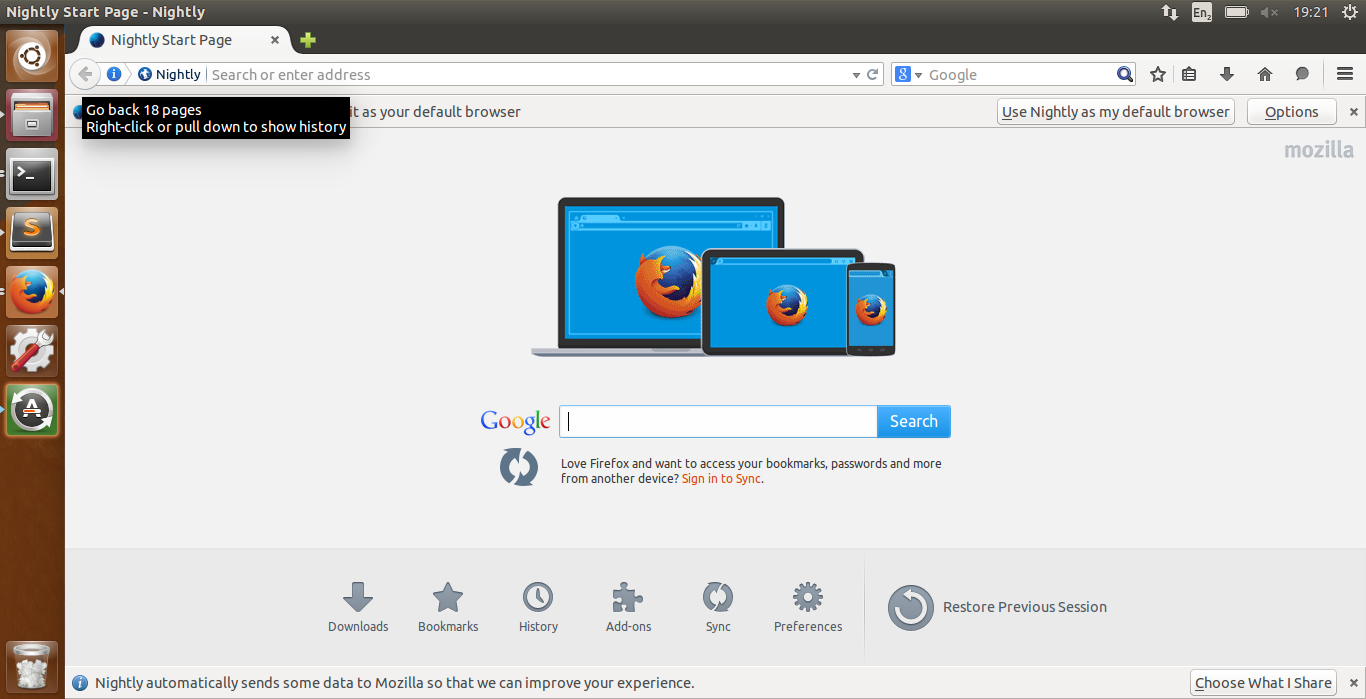 Nightly Start Page - Nightly
En2
19:21
Nightly Start Page
Nightly
Search or enter address
8
Google
Go back 18 pages
Right-click or pull down to show history
it as your default browser
Use Nightly as my default browser
Options
mozilla
Google
Search
Love Firefox and want to access your bookmarks, passwords and more
from another device? Sign in to Sync.
Downloads
Bookmarks
History
Add-ons
Sync
Preferences
Restore Previous Session
Nightly automatically sends some data to Mozilla so that we can improve your experience.
Choose What I Share